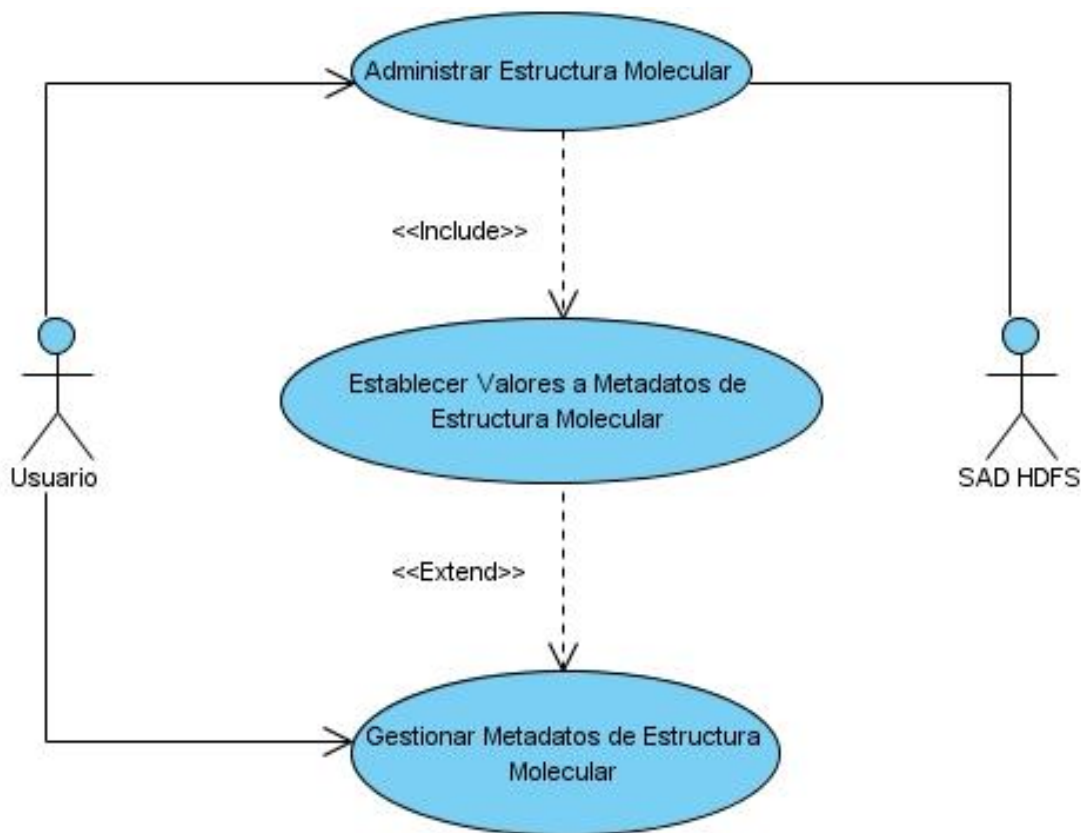 Administrar Estructura Molecular
<<Include>>
Establecer Valores a Metadatos de
Estructura Molecular
Usuario
SAD HDFS
<<Extend>>
Gestionar Metadatos de Estructura
Molecular